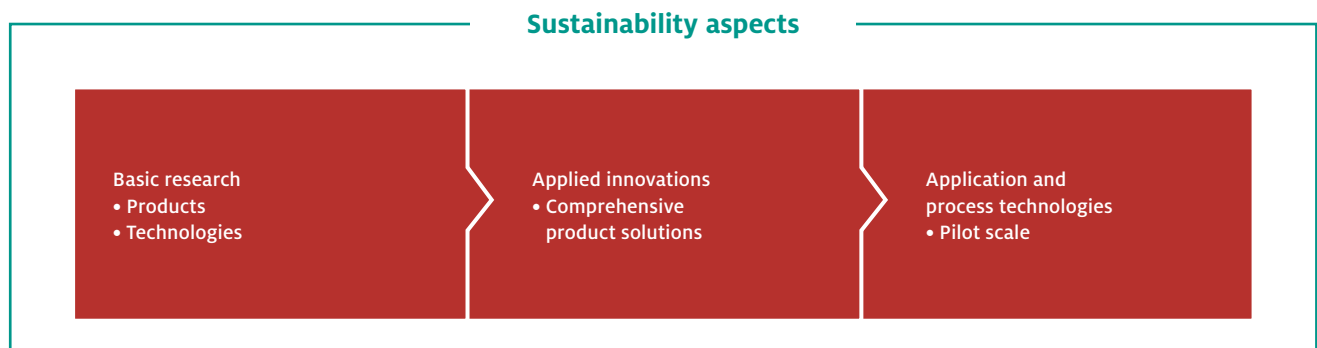 Sustainability aspects
Basic research
• Products
• Technologies
Applied innovations
• Comprehensive
product solutions
Application and
process technologies
• Pilot scale